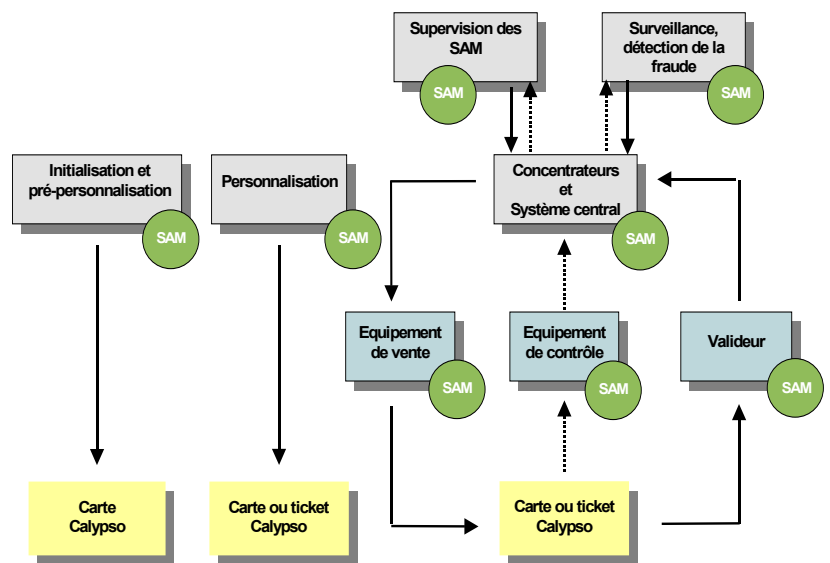 Supervision des
SAM
SAM
Surveillance,
détection de la
fraude
SAM
Initialisation et
pré-personnalisation
SAM
Personnalisation
SAM
Concentrateurs
et
Système central
SAM
Equipement
de vente
SAM
Equipement
de contrôle
SAM
Valideur
SAM
Carte
Calypso
Carte ou ticket
Calypso
Carte ou ticket
Calypso